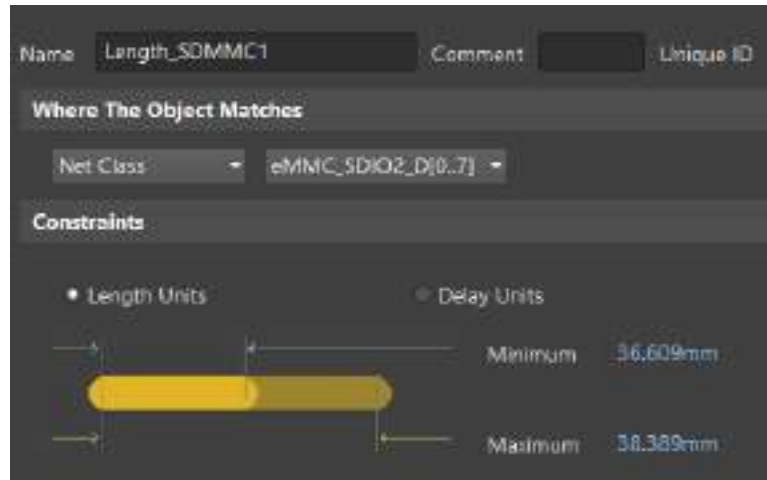 Name Length_SDMMC1 Comment Unique ID
Where The Object Matches
Net Class eMMC_SDIO2_D[0..7]
Constraints
Length Units Delay Units
Minimum 36.609mm
Maximum 38.389mm